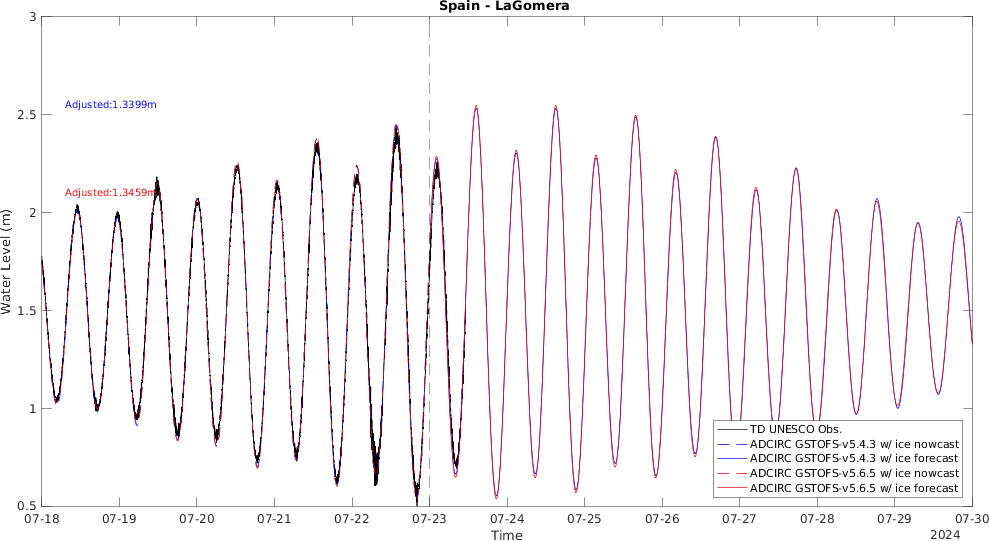 Spain - LaGomera
3
2.5
2
1.5
1
0.5
Water Level (m)
Adjusted:1.3399m
Adjusted:1.3459m
TD UNESCO Obs.
ADCIRC GSTOFS-v5.4.3 w/ ice nowcast
ADCIRC GSTOFS-v5.4.3 w/ ice forecast
ADCIRC GSTOFS-v5.6.5 w/ ice nowcast
ADCIRC GSTOFS-v5.6.5 w/ ice forecast
07-18 07-19 07-20 07-21 07-22 07-23 07-24 07-25 07-26 07-27 07-28 07-29 07-30
Time
2024